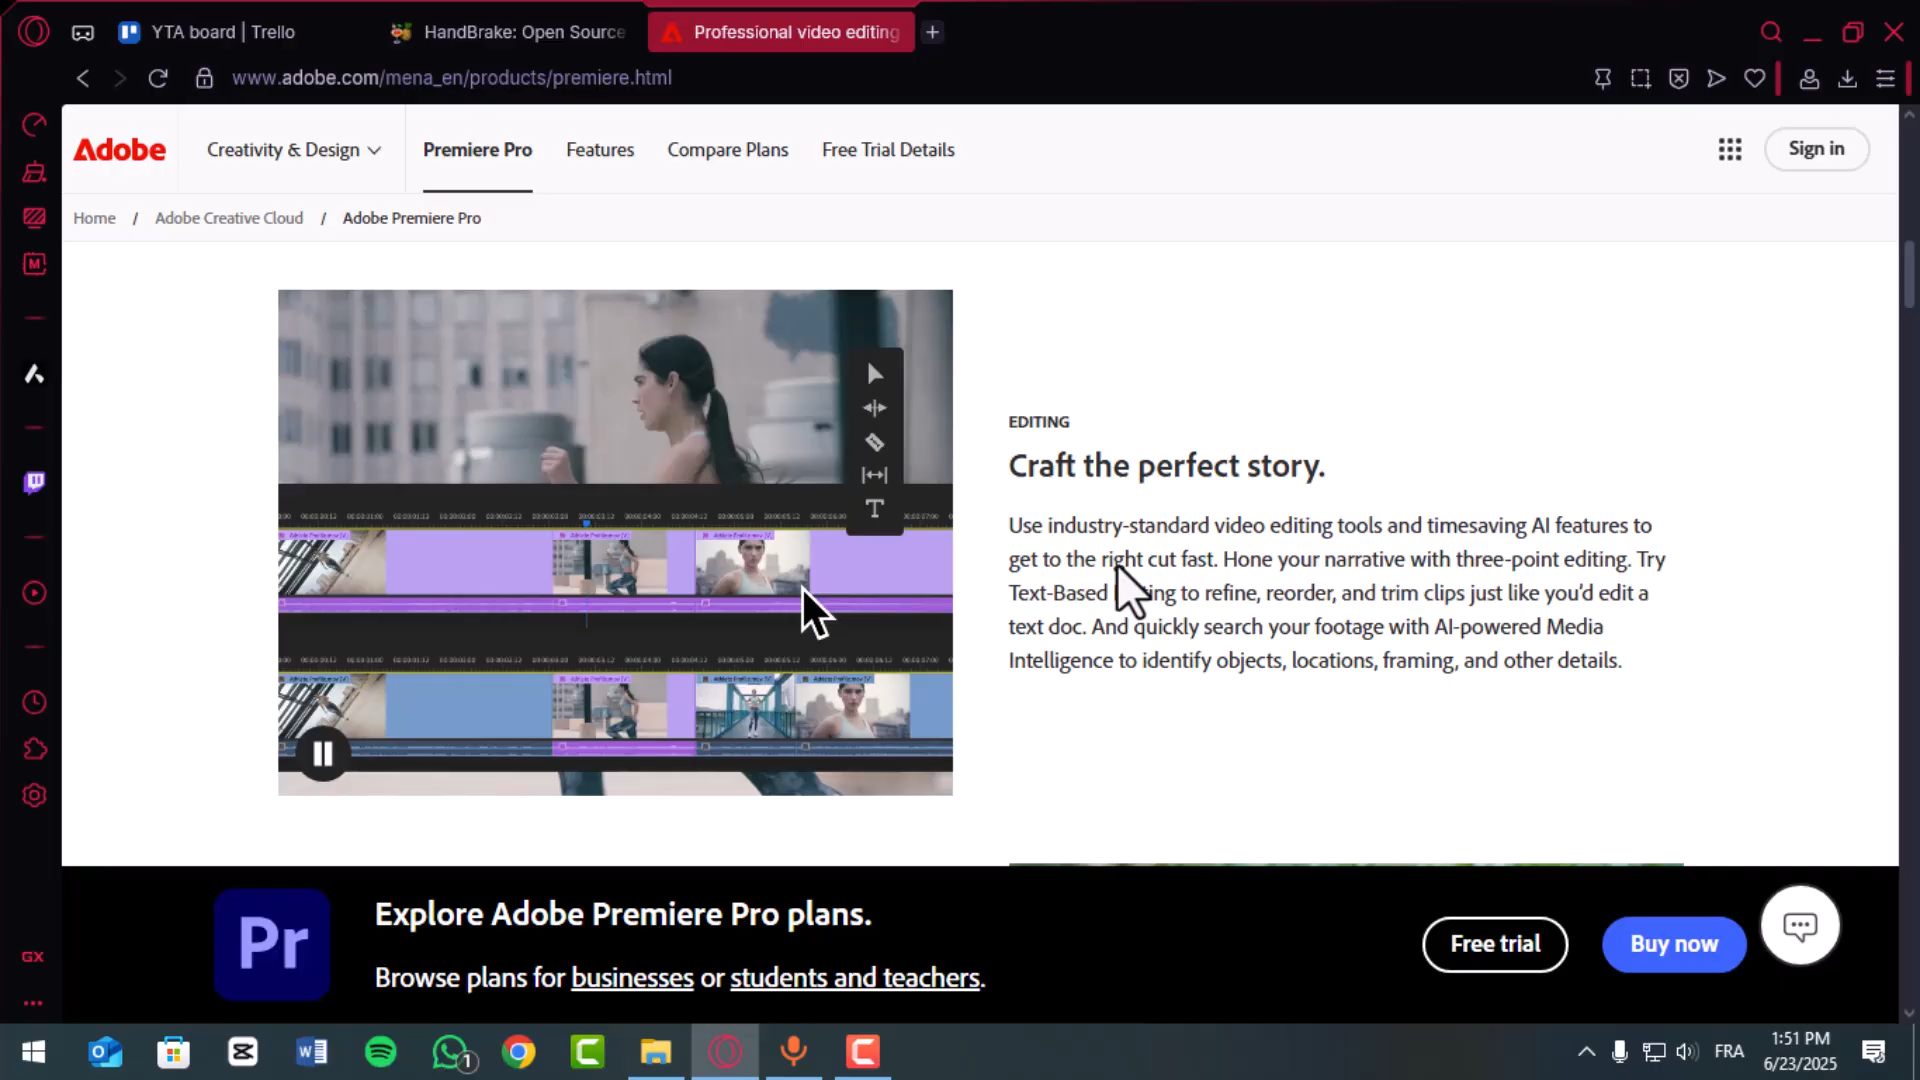 YTA board | Trello
HandBrake: Open Source
Professional video editing
www.adobe.com/mena_en/products/premiere.html
Adobe
Creativity & Design
Premiere Pro
Features
Compare Plans
Free Trial Details
Sign in
Home / Adobe Creative Cloud / Adobe Premiere Pro
M
T
EDITING
Craft the perfect story.
Use industry-standard video editing tools and timesaving AI features to
get to the right cut fast. Hone your narrative with three-point editing. Try
Text-Based ing to refine, reorder, and trim clips just like you'd edit a
text doc. And quickly search your footage with AI-powered Media
Intelligence to identify objects, locations, framing, and other details.
Pr
Explore Adobe Premiere Pro plans.
Browse plans for businesses or students and teachers.
Free trial
Buy now
GX
1
FRA
1:51 PM
6/23/2025